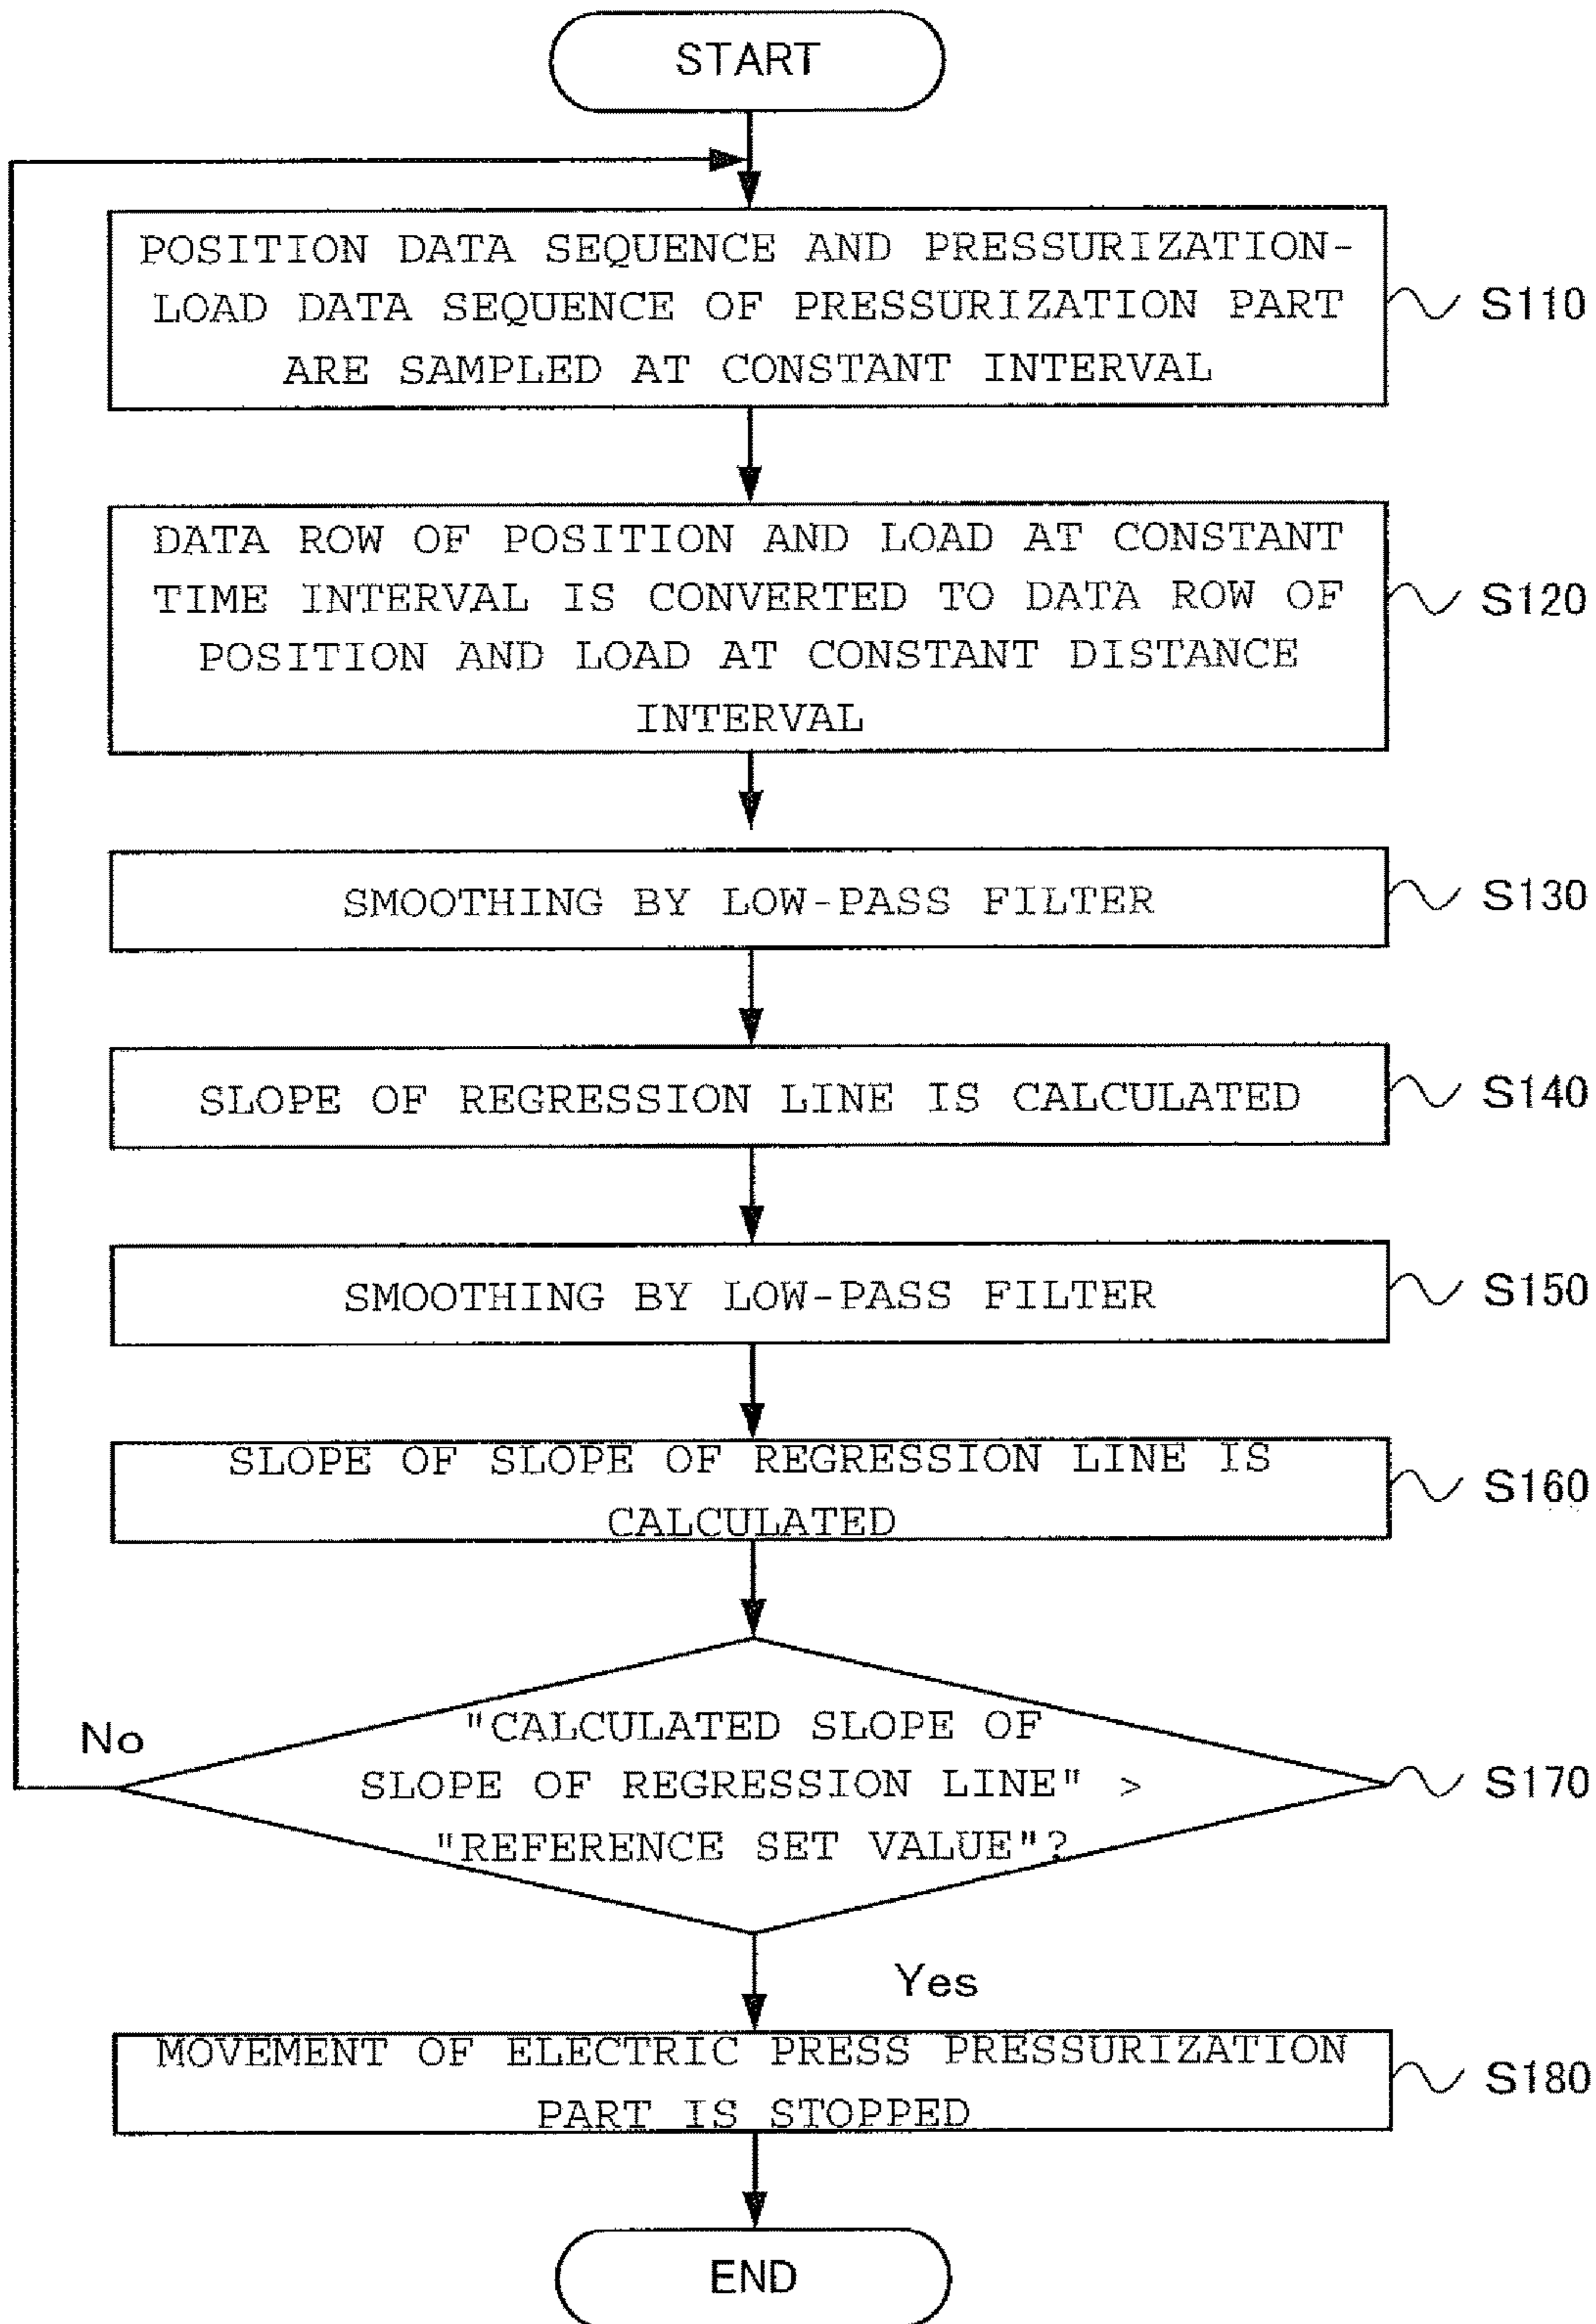 START
POSITION DATA SEQUENCE AND PRESSURIZATION-
LOAD DATA SEQUENCE OF PRESSURIZATION PART
ARE SAMPLED AT CONSTANT INTERVAL
S110
DATA ROW OF POSITION AND LOAD AT CONSTANT
TIME INTERVAL IS CONVERTED TO DATA ROW OF
POSITION AND LOAD AT CONSTANT DISTANCE
INTERVAL
S120
SMOOTHING BY LOW-PASS FILTER
S130
SLOPE OF REGRESSION LINE IS CALCULATED
S140
SMOOTHING BY LOW-PASS FILTER
S150
SLOPE OF SLOPE OF REGRESSION LINE IS
CALCULATED
S160
"CALCULATED SLOPE OF
SLOPE OF REGRESSION LINE" >
"REFERENCE SET VALUE"?
S170
No
Yes
MOVEMENT OF ELECTRIC PRESS PRESSURIZATION
PART IS STOPPED
S180
END